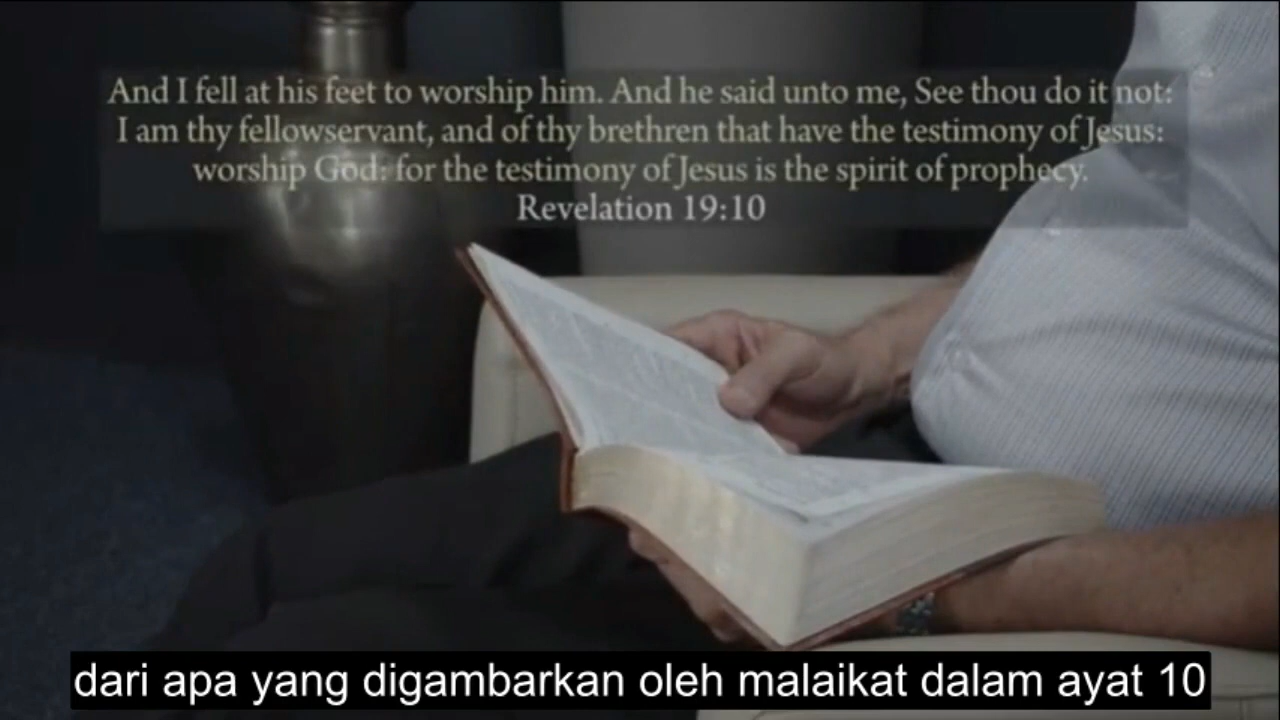 And I fell at his feet to worship him. And he said unto me, See thou do it not:
I am thy fellowservant, and of thy brethren that have the testimony of Jesus:
worship God: for the testimony of Jesus is the spirit of prophecy.
Revelation 19:10
dari apa yang digambarkan oleh malaikat dalam ayat 10